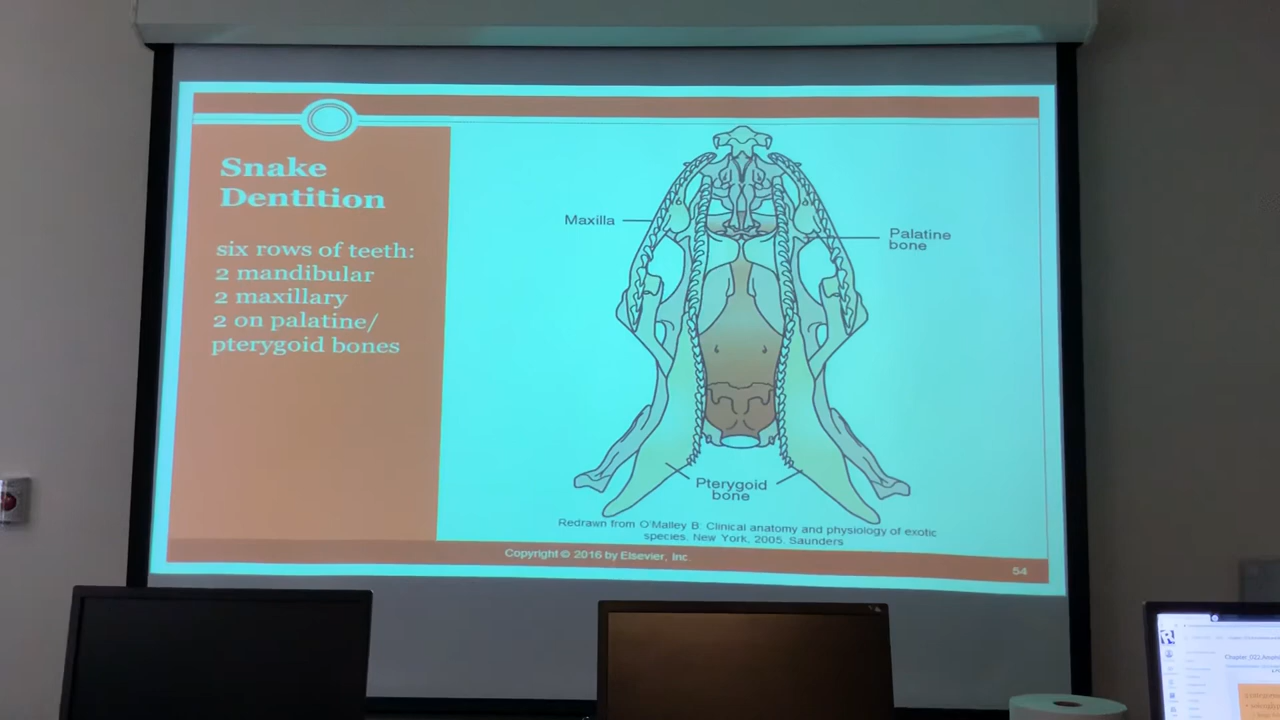 Snake
Dentition
six rows of teeth:
2 mandibular
2 maxillary
2 on palatine/
pterygoid bones
Maxilla
Palatine
bone
Pterygoid
bone
Redrawn from O'Malley B: Clinical anatomy and physiology of exotic
species, New York, 2005, Saunders
Copyright © 2016 by Elsevier, Inc.
54